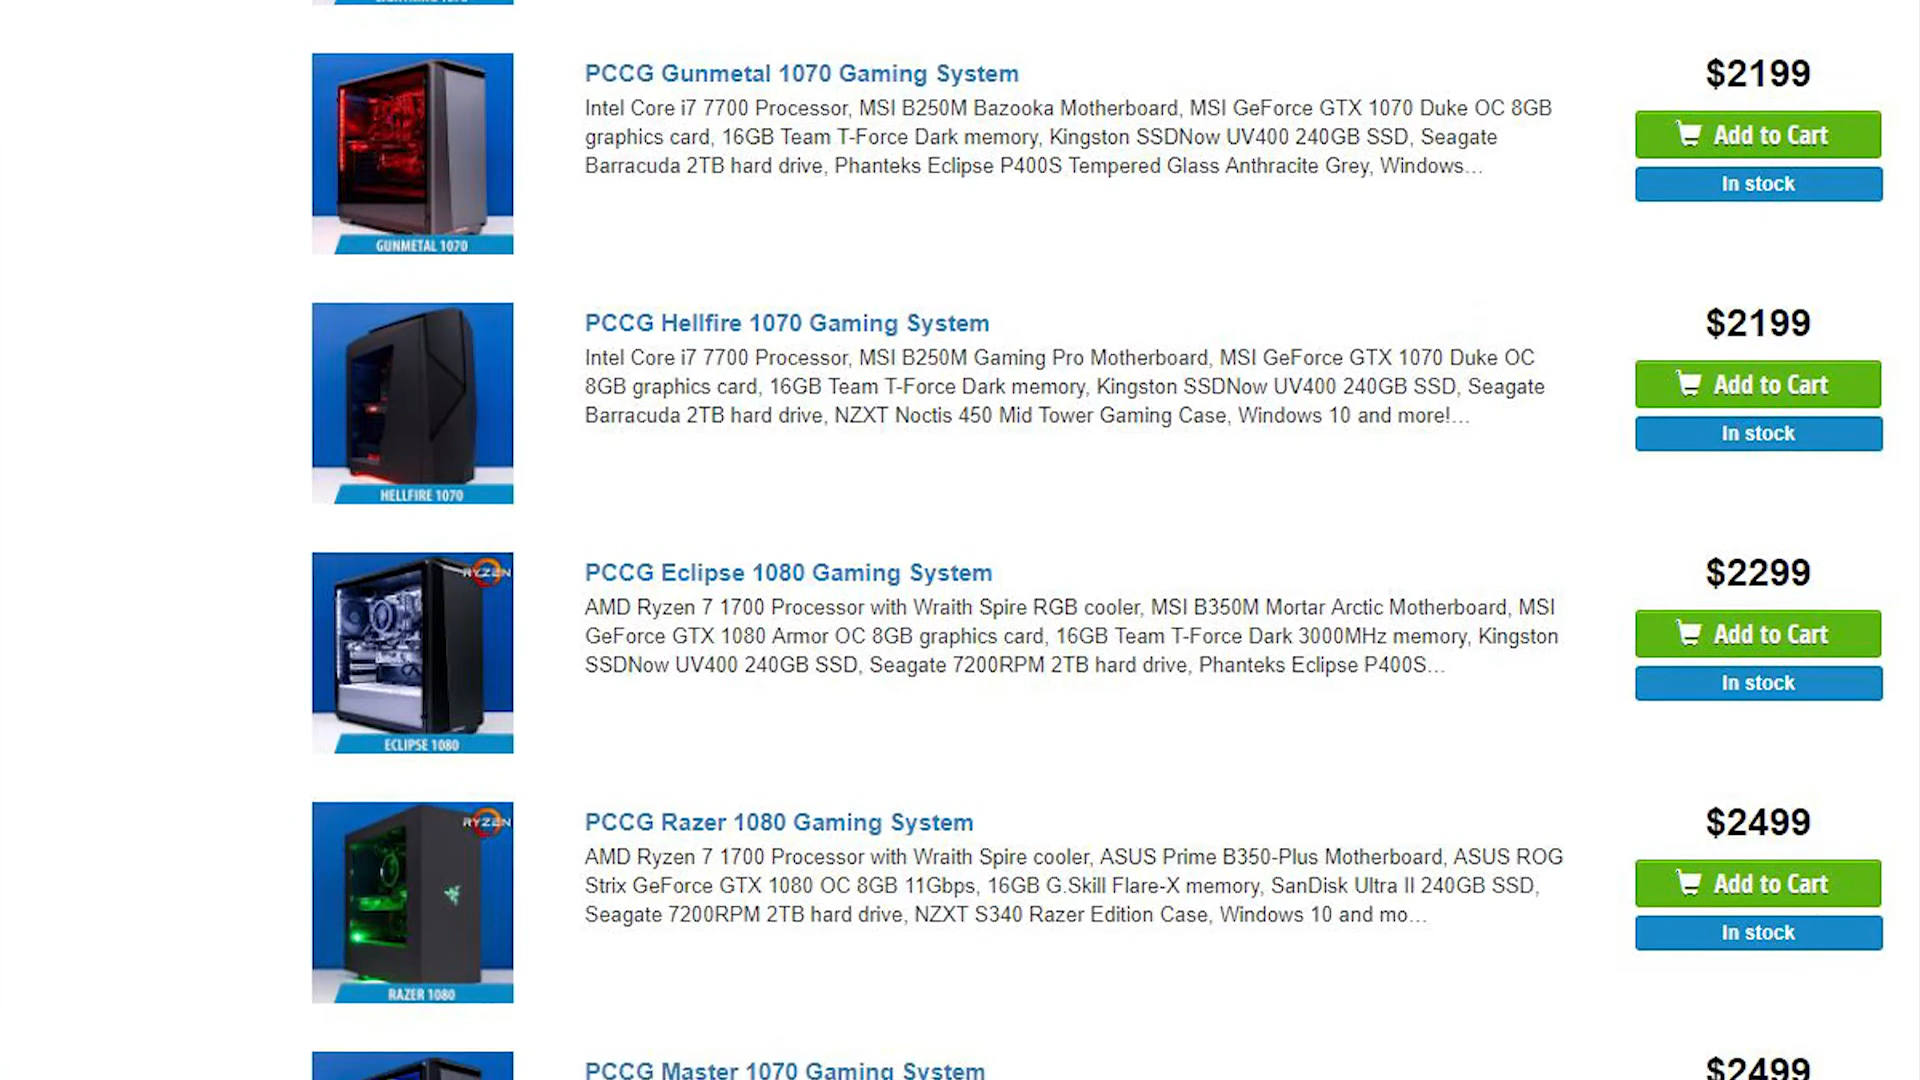 LIGHTNING 1070
PCCG Gunmetal 1070 Gaming System
$2199
Intel Core i7 7700 Processor, MSI B250M Bazooka Motherboard, MSI GeForce GTX 1070 Duke OC 8GB
graphics card, 16GB Team T-Force Dark memory, Kingston SSDNow UV400 240GB SSD, Seagate
Barracuda 2TB hard drive, Phanteks Eclipse P400S Tempered Glass Anthracite Grey, Windows...
Add to Cart
In stock
GUNMETAL 1070
PCCG Hellfire 1070 Gaming System
$2199
Intel Core i7 7700 Processor, MSI B250M Gaming Pro Motherboard, MSI GeForce GTX 1070 Duke OC
8GB graphics card, 16GB Team T-Force Dark memory, Kingston SSDNow UV400 240GB SSD, Seagate
Barracuda 2TB hard drive, NZXT Noctis 450 Mid Tower Gaming Case, Windows 10 and more!...
Add to Cart
In stock
HELLFIRE 1070
RYZEN
PCCG Eclipse 1080 Gaming System
$2299
AMD Ryzen 7 1700 Processor with Wraith Spire RGB cooler, MSI B350M Mortar Arctic Motherboard, MSI
GeForce GTX 1080 Armor OC 8GB graphics card, 16GB Team T-Force Dark 3000MHz memory, Kingston
SSDNow UV400 240GB SSD, Seagate 7200RPM 2TB hard drive, Phanteks Eclipse P400S...
Add to Cart
In stock
ECLIPSE 1080
RYZEN
PCCG Razer 1080 Gaming System
$2499
AMD Ryzen 7 1700 Processor with Wraith Spire cooler, ASUS Prime B350-Plus Motherboard, ASUS ROG
Strix GeForce GTX 1080 OC 8GB 11Gbps, 16GB G.Skill Flare-X memory, SanDisk Ultra II 240GB SSD,
Seagate 7200RPM 2TB hard drive, NZXT S340 Razer Edition Case, Windows 10 and mo...
Add to Cart
In stock
RAZER 1080
PCCG Master 1070 Gaming System
$2499